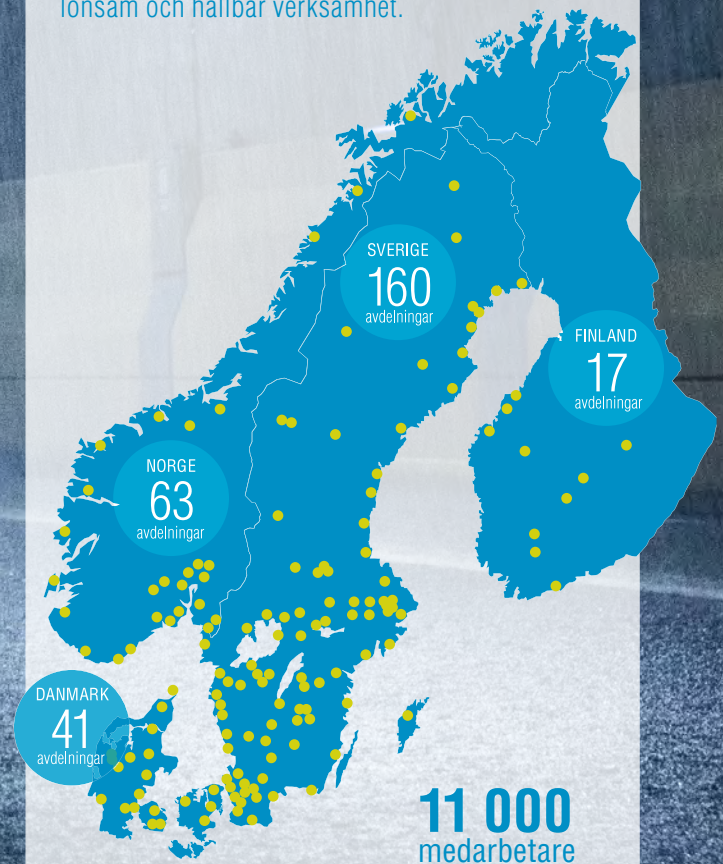 lönsam och hållbar verksamhet.
SVERIGE
160
avdelningar
FINLAND
17
avdelningar
NORGE
63
avdelningar
DANMARK
41
avdelningar
11 000
medarbetare